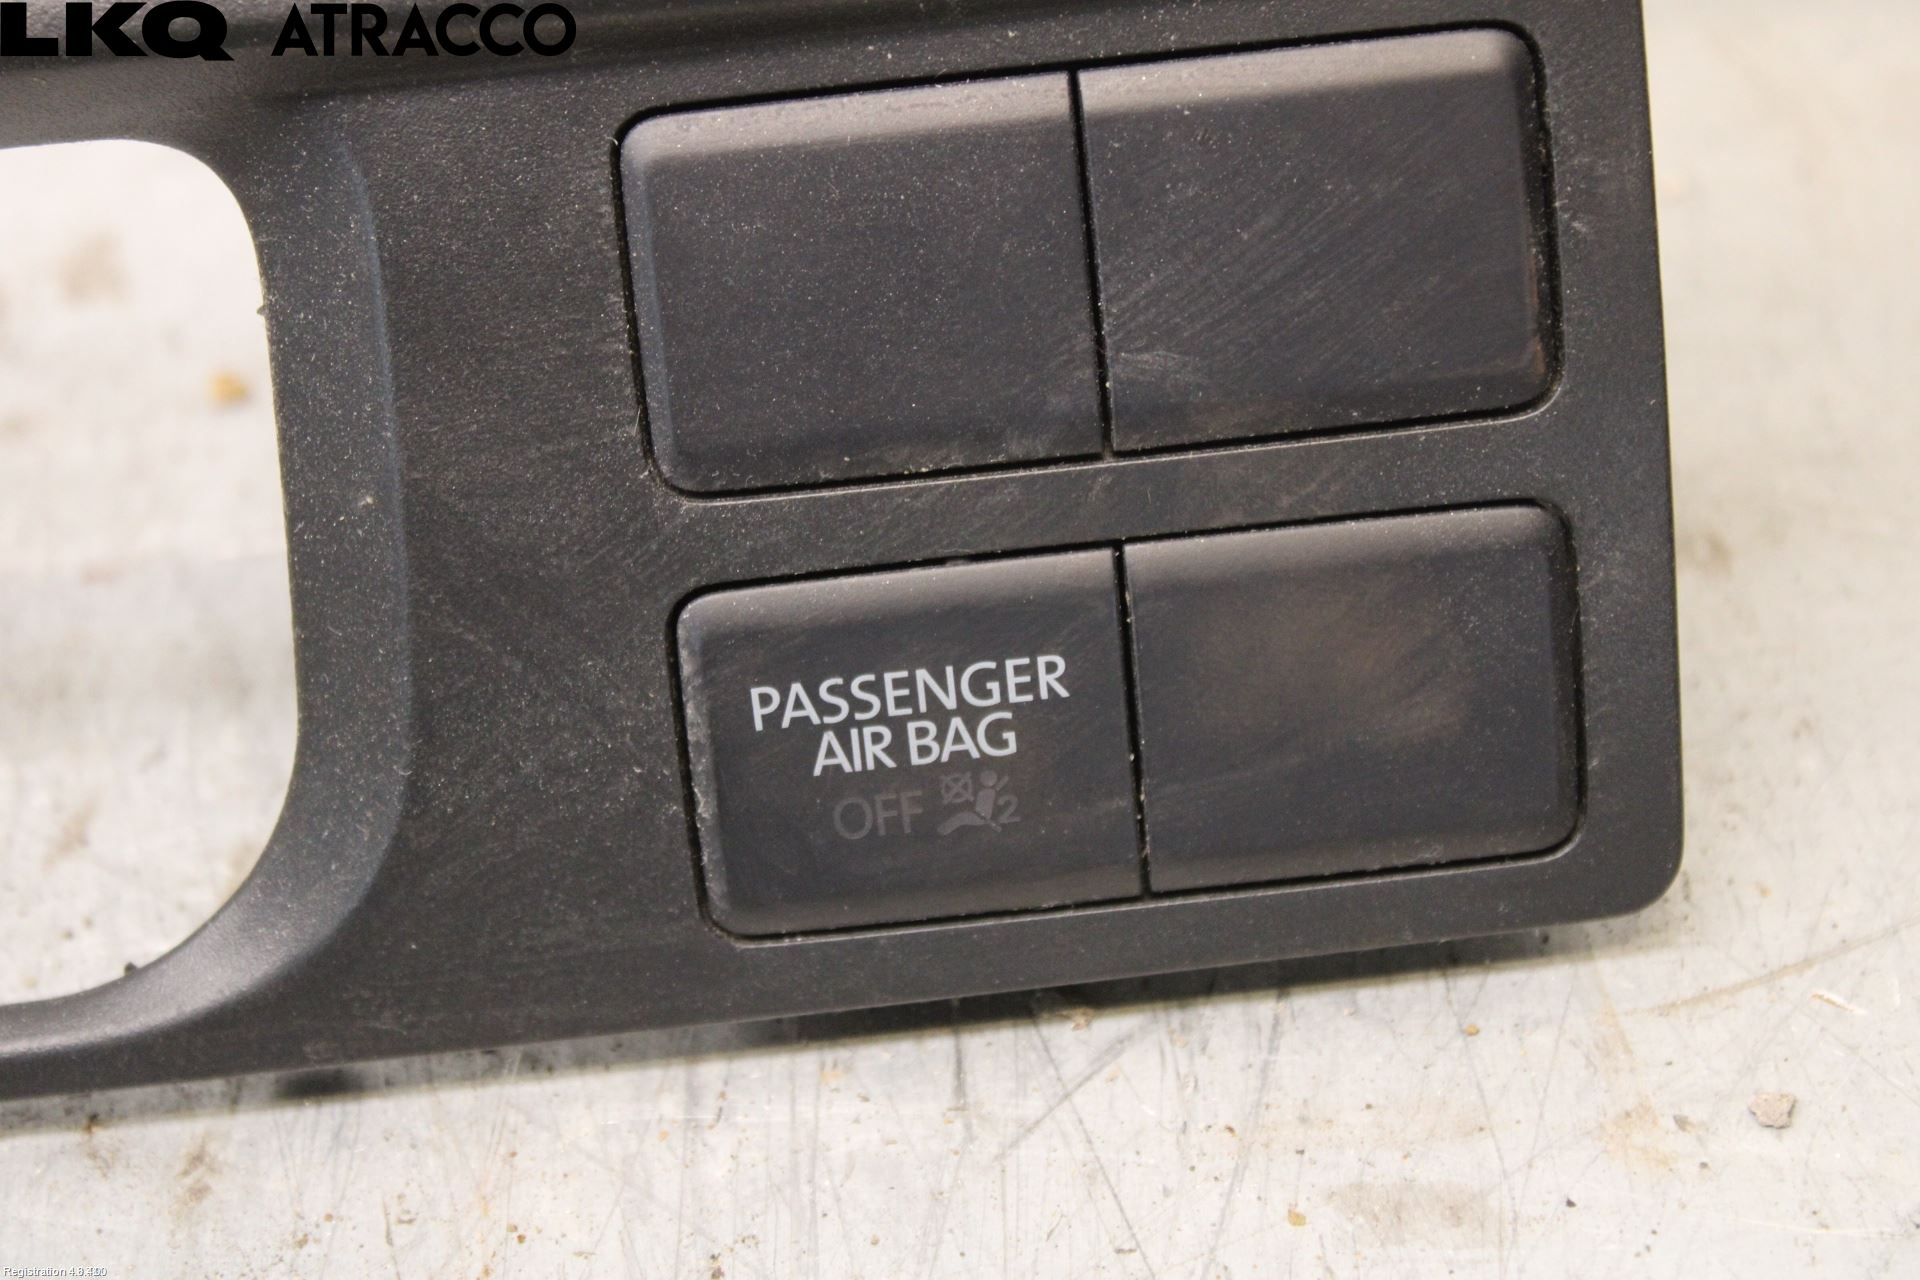 LKQ ATRACCO
PASSENGER
AIR BAG
OFF 2